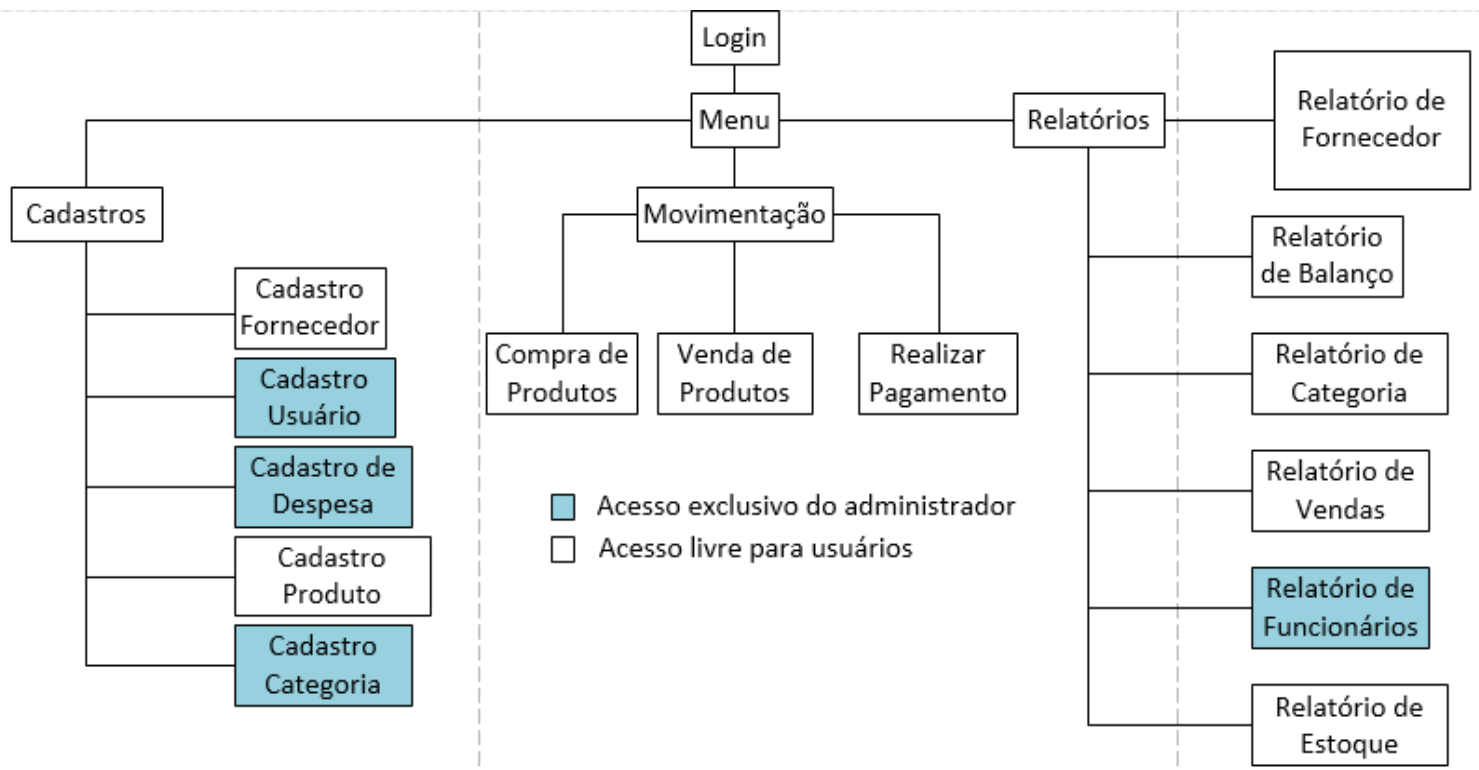 Login
Menu
Relatórios
Relatório de
Fornecedor
Cadastros
Movimentação
Relatório
de Balanço
Cadastro
Fornecedor
Compra de
Produtos
Venda de
Produtos
Realizar
Pagamento
Relatório de
Categoria
Cadastro
Usuário
Cadastro de
Despesa
Relatório de
Vendas
Acesso exclusivo do administrador
Acesso livre para usuários
Cadastro
Produto
Relatório de
Funcionários
Cadastro
Categoria
Relatório de
Estoque